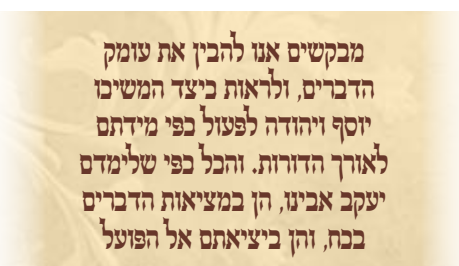 מבקשים אנו להבין את עומק
הדברים, ולראות כיצד המשיכו
יוסף ויהודה לפעול כפי מידתם
לאורך הדורות. והכל כפי שלימדם
יעקב אבינו, הן במציאות הדברים
בכח, והן ביציאתם אל הפועל